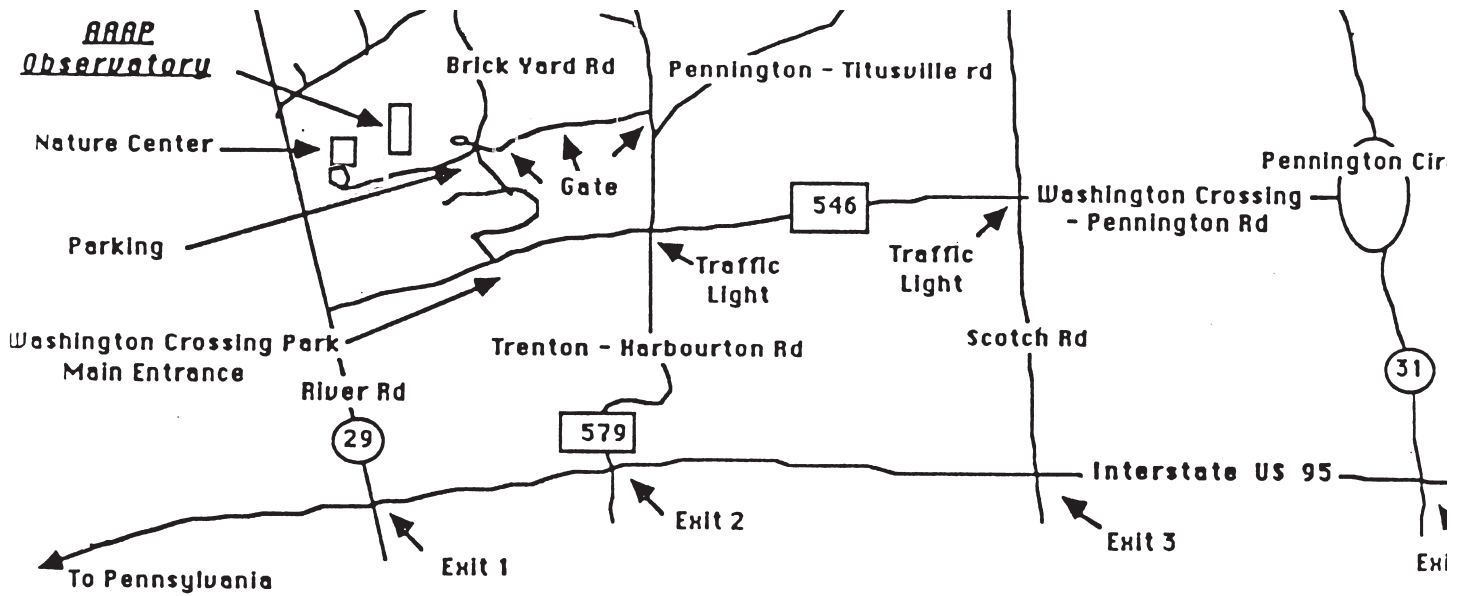 AAAP
Observatory
Brick Yard Rd
Pennington - Titusville rd
Nature Center
Gate
Pennington Cir
546
Washington Crossing
- Pennington Rd
Parking
Traffic
Light
Traffic
Light
Washington Crossing Park
Main Entrance
Trenton - Harbourton Rd
Scotch Rd
River Rd
31
29
579
Interstate US 95
Exit 2
Exit 3
Exit 1
Exi
To Pennsylvania